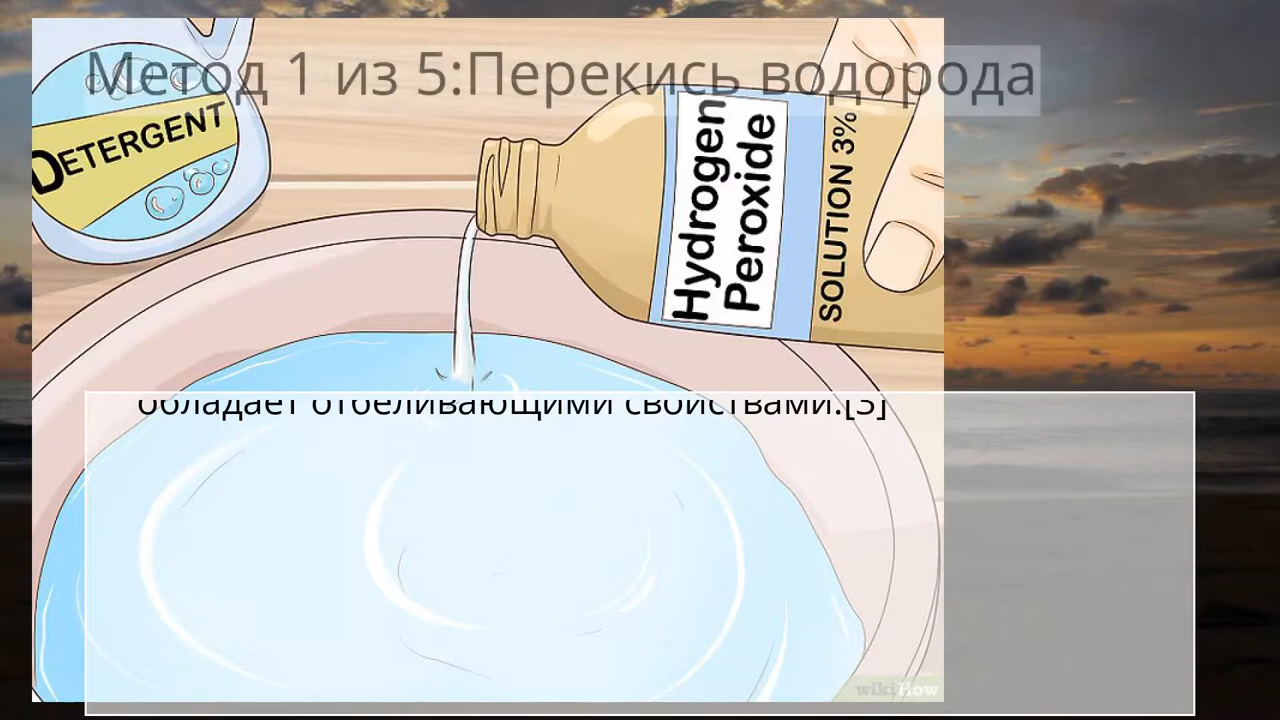 Метод 1 из 5:Перекись водорода
DETERGENT
Hydrogen
Peroxide
SOLUTION 3%
обладает отбеливающими свойствами.[3]
wikiHow